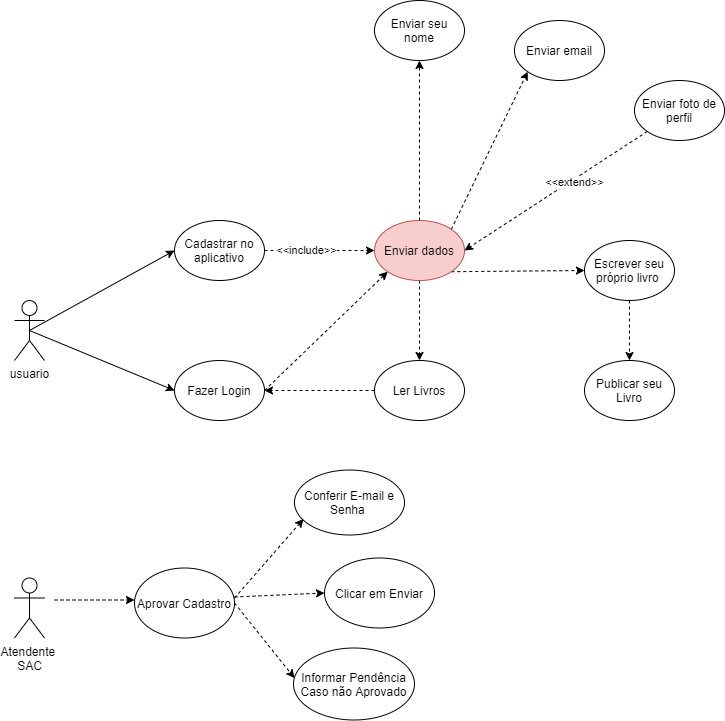 Enviar seu
nome
Enviar email
Enviar foto de
perfil
<<extend>>
Cadastrar no
aplicativo
<<include>>
Enviar dados
Escrever seu
próprio livro
usuario
Fazer Login
Ler Livros
Publicar seu
Livro
Conferir E-mail e
Senha
Aprovar Cadastro
Clicar em Enviar
Atendente
SAC
Informar Pendência
Caso não Aprovado